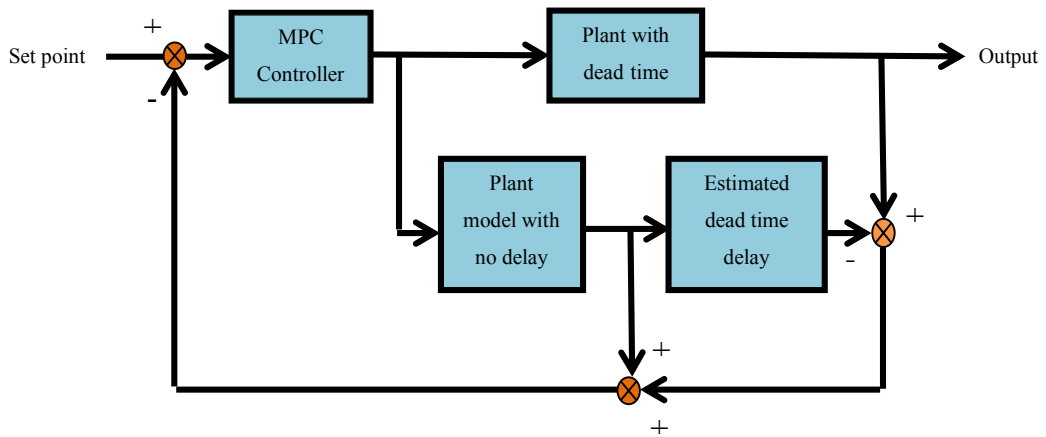 +
Set point
-
MPC
Controller
Plant with
dead time
Output
Plant
model with
no delay
Estimated
dead time
delay
+
-
+
+